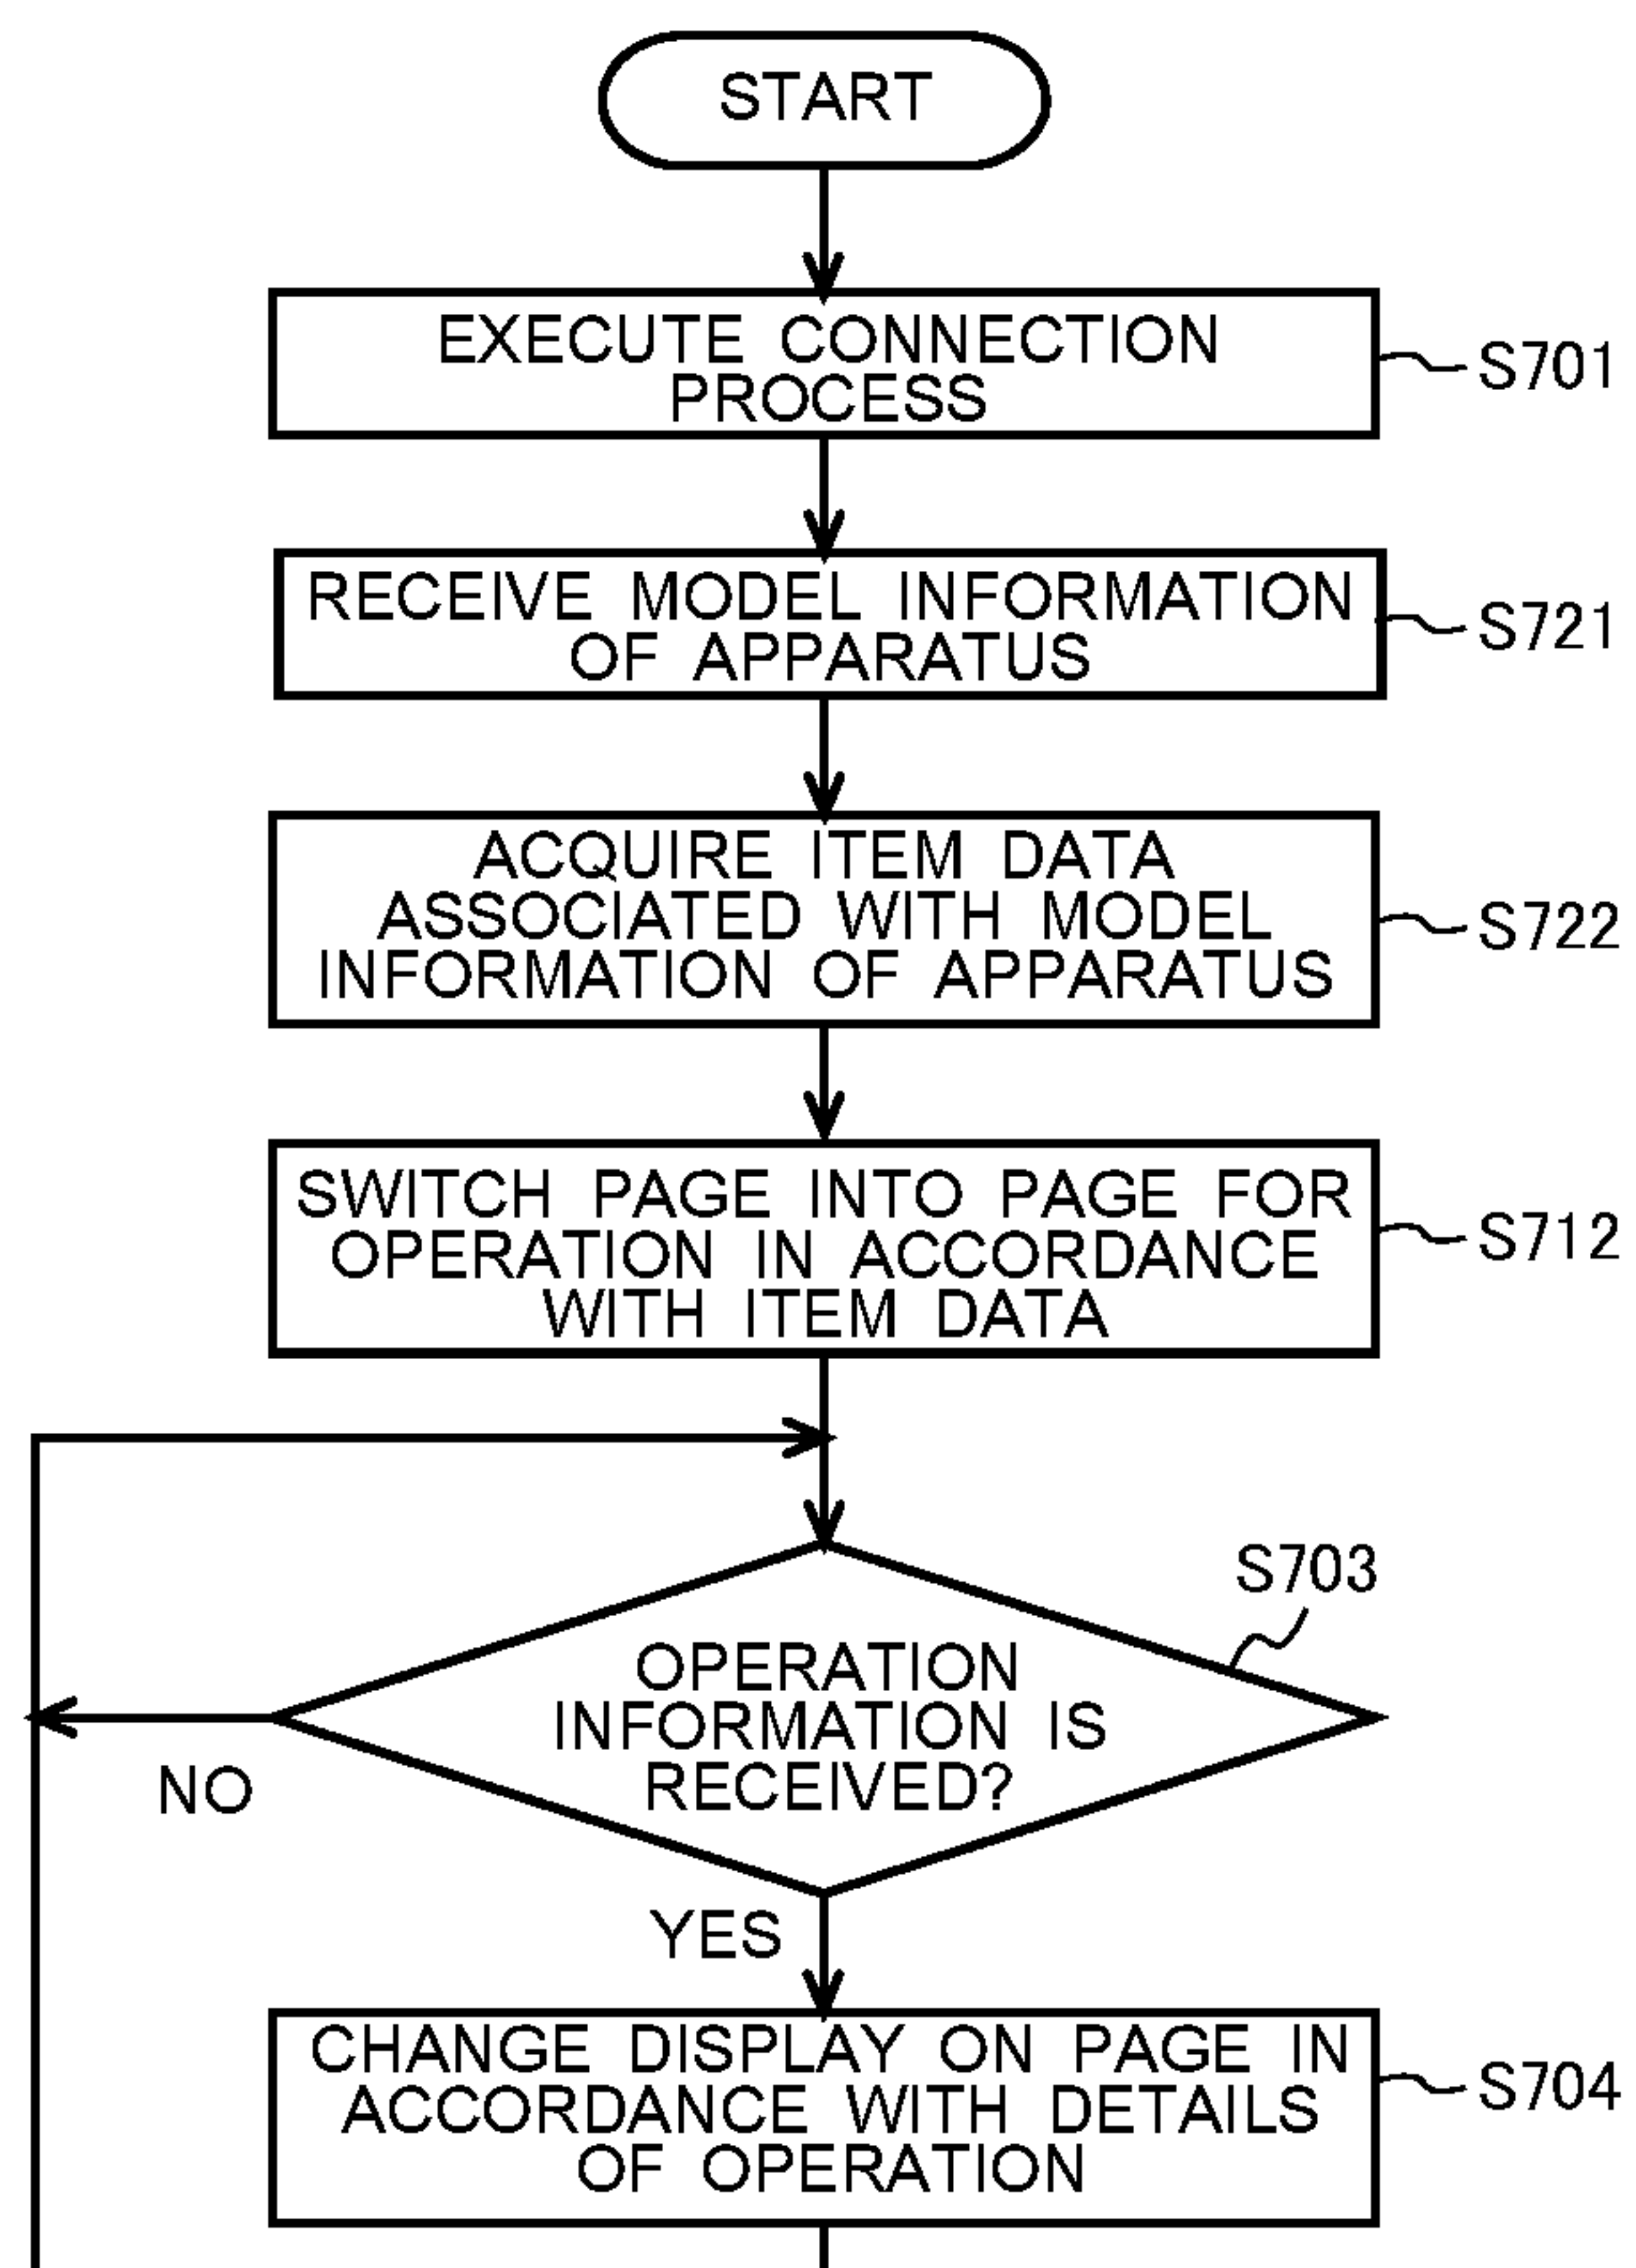 START
EXECUTE CONNECTION
PROCESS
S701
RECEIVE MODEL INFORMATION
OF APPARATUS
S721
ACQUIRE ITEM DATA
ASSOCIATED WITH MODEL
INFORMATION OF APPARATUS
S722
SWITCH PAGE INTO PAGE FOR
OPERATION IN ACCORDANCE
WITH ITEM DATA
S712
S703
OPERATION
INFORMATION IS
RECEIVED?
NO
YES
CHANGE DISPLAY ON PAGE IN
ACCORDANCE WITH DETAILS
OF OPERATION
S704